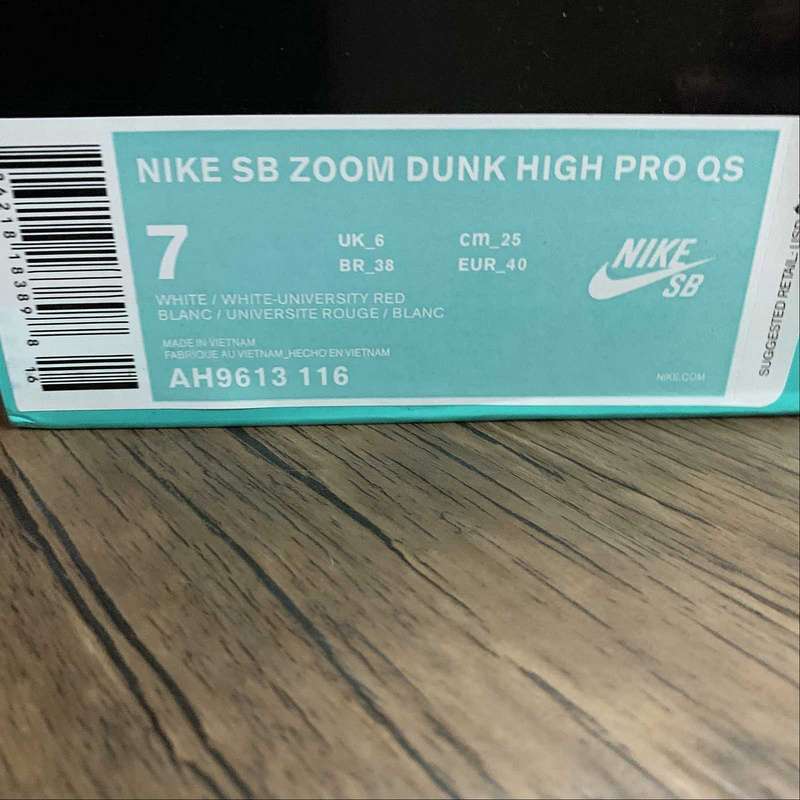 NIKE SB ZOOM DUNK HIGH PRO QS
7
UK_6
cm_25
BR_38
EUR_40
NIKE
SB
WHITE / WHITE-UNIVERSITY RED
BLANC / UNIVERSITE ROUGE / BLANC
MADE IN VIETNAM
FABRIQUE AU VIETNAM_HECHO EN VIETNAM
AH9613 116
NIKE.COM
SUGGESTED RETAIL: USD